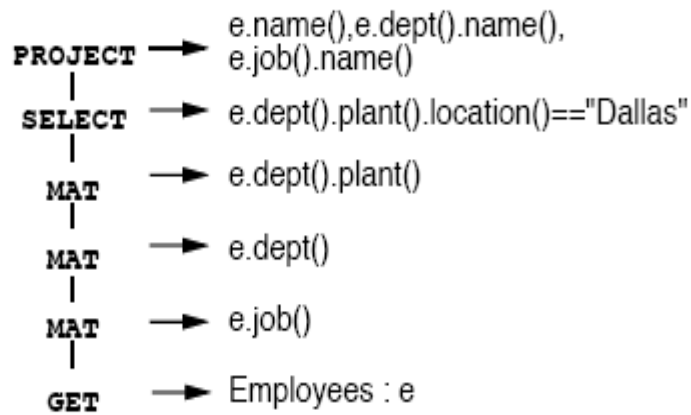 PROJECT e.name(),e.dept().name(),
e.job().name()
SELECT e.dept().plant().location()=="Dallas"
MAT e.dept().plant()
MAT e.dept()
MAT e.job()
GET Employees : e